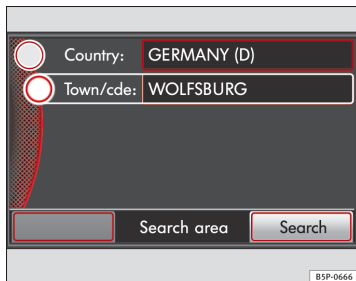 Country: GERMANY (D)
Town/cde: WOLFSBURG
Search area Search
B5P-0666